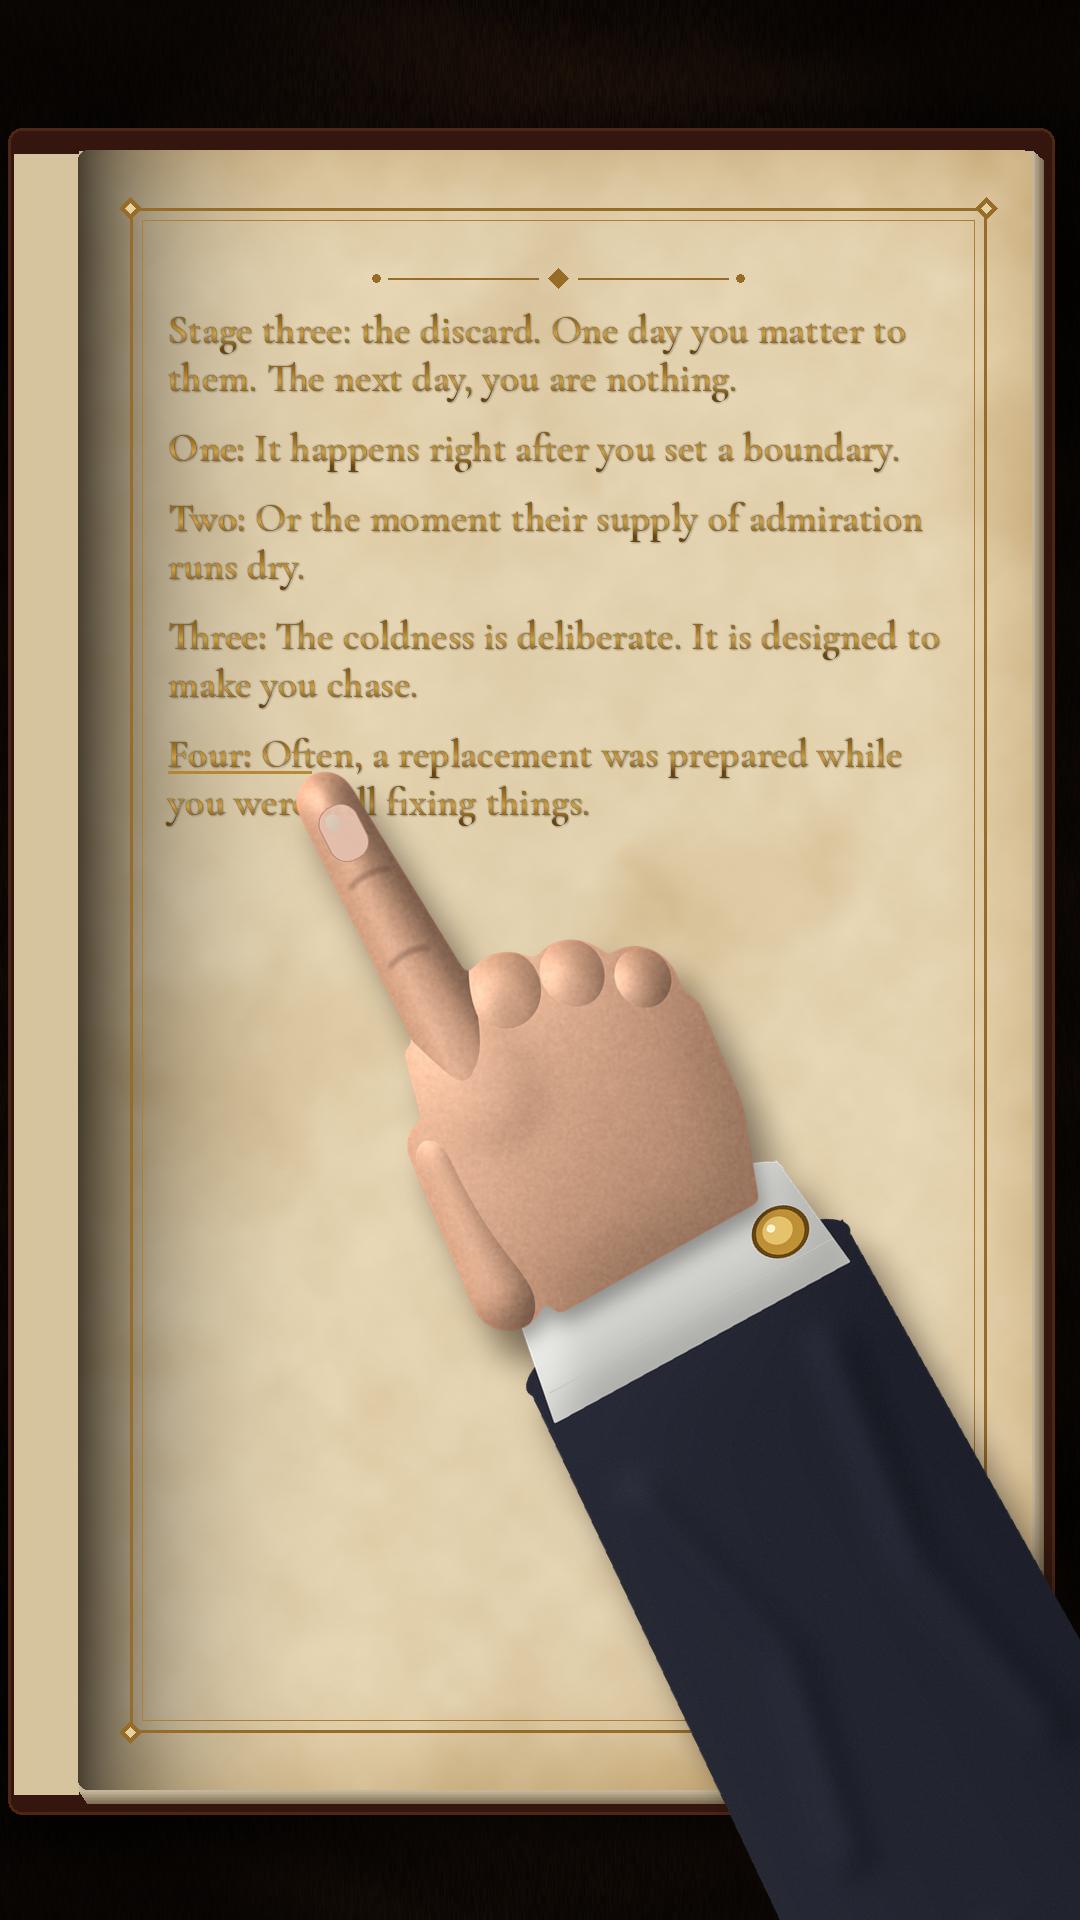 Stage three: the discard. One day you matter to
them. The next day, you are nothing.
One: It happens right after you set a boundary.
Two: Or the moment their supply of admiration
runs dry.
Three: The coldness is deliberate. It is designed to
make you chase.
Four: Often, a replacement was prepared while
you were fixing things.